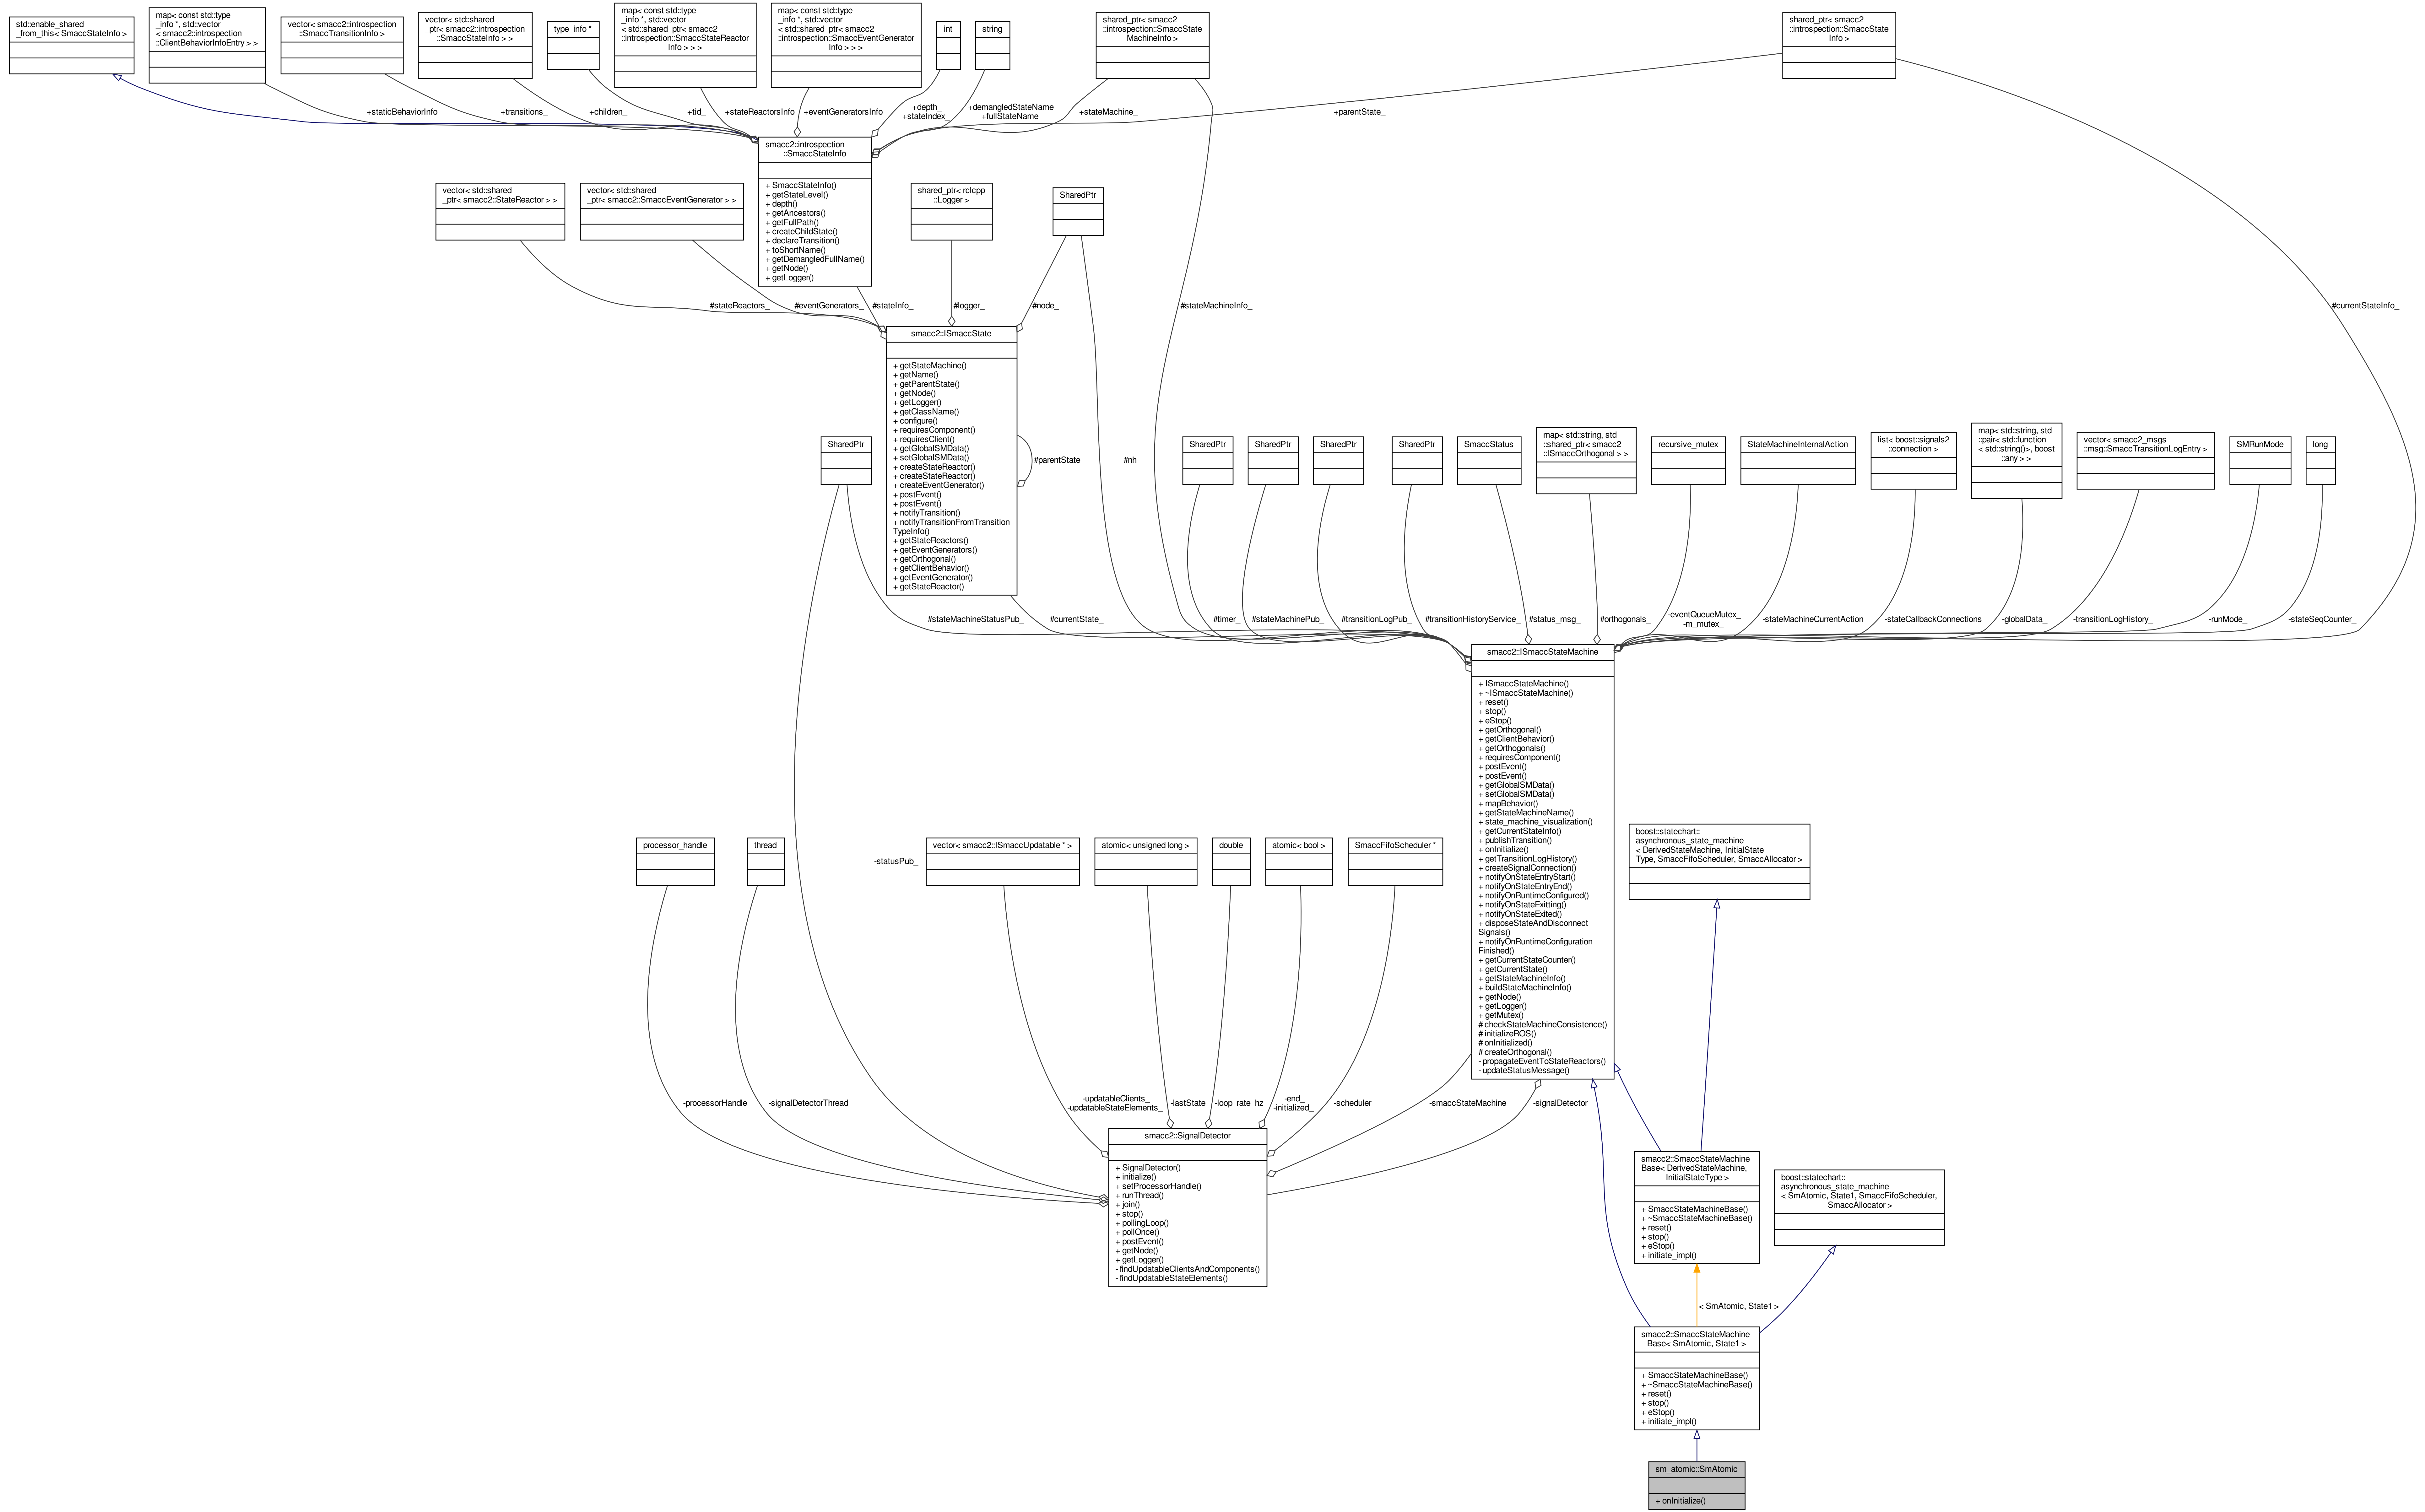 std::enable_shared
_from_this< SmaccStateInfo >
map< const std::type
_info *, std::vector
< smacc2::introspection
::ClientBehaviorInfoEntry > >
vector< smacc2::introspection
::SmaccTransitionInfo >
vector< std::shared
_ptr< smacc2::introspection
::SmaccStateInfo > >
type_info *
map< const std::type
_info *, std::vector
< std::shared_ptr< smacc2
::introspection::SmaccStateReactor
Info > > >
map< const std::type
_info *, std::vector
< std::shared_ptr< smacc2
::introspection::SmaccEventGenerator
Info > > >
int
string
shared_ptr< smacc2
::introspection::SmaccState
MachineInfo >
shared_ptr< smacc2
::introspection::SmaccState
Info >
+staticBehaviorInfo
+transitions_
+children_
+tid_
+stateReactorsInfo
+eventGeneratorsInfo
+depth_
+stateIndex_
+demangledStateName
+fullStateName
+stateMachine_
+parentState_
smacc2::introspection
::SmaccStateInfo
+ SmaccStateInfo()
+ getStateLevel()
+ depth()
+ getAncestors()
+ getFullPath()
+ createChildState()
+ declareTransition()
+ toShortName()
+ getDemangledFullName()
+ getNode()
+ getLogger()
vector< std::shared
_ptr< smacc2::StateReactor > >
vector< std::shared
_ptr< smacc2::SmaccEventGenerator > >
shared_ptr< rclcpp
::Logger >
SharedPtr
#stateReactors_
#eventGenerators_
#stateInfo_
#logger_
#node_
#stateMachineInfo_
#currentStateInfo_
smacc2::ISmaccState
+ getStateMachine()
+ getName()
+ getParentState()
+ getNode()
+ getLogger()
+ getClassName()
+ configure()
+ requiresComponent()
+ requiresClient()
+ getGlobalSMData()
+ setGlobalSMData()
+ createStateReactor()
+ createStateReactor()
+ createEventGenerator()
+ postEvent()
+ postEvent()
+ notifyTransition()
+ notifyTransitionFromTransition
TypeInfo()
+ getStateReactors()
+ getEventGenerators()
+ getOrthogonal()
+ getClientBehavior()
+ getEventGenerator()
+ getStateReactor()
#parentState_
#nh_
SharedPtr
SharedPtr
SharedPtr
SharedPtr
SharedPtr
SmaccStatus
map< std::string, std
::shared_ptr< smacc2
::ISmaccOrthogonal > >
recursive_mutex
StateMachineInternalAction
list< boost::signals2
::connection >
map< std::string, std
::pair< std::function
< std::string()>, boost
::any > >
vector< smacc2_msgs
::msg::SmaccTransitionLogEntry >
SMRunMode
long
#stateMachineStatusPub_
#currentState_
#timer_
#stateMachinePub_
#transitionLogPub_
#transitionHistoryService_
#status_msg_
#orthogonals_
-eventQueueMutex_
-m_mutex_
-stateMachineCurrentAction
-stateCallbackConnections
-globalData_
-transitionLogHistory_
-runMode_
-stateSeqCounter_
smacc2::ISmaccStateMachine
+ ISmaccStateMachine()
+ ~ISmaccStateMachine()
+ reset()
+ stop()
+ eStop()
+ getOrthogonal()
+ getClientBehavior()
+ getOrthogonals()
+ requiresComponent()
+ postEvent()
+ postEvent()
+ getGlobalSMData()
+ setGlobalSMData()
+ mapBehavior()
+ getStateMachineName()
+ state_machine_visualization()
+ getCurrentStateInfo()
+ publishTransition()
+ onInitialize()
+ getTransitionLogHistory()
+ createSignalConnection()
+ notifyOnStateEntryStart()
+ notifyOnStateEntryEnd()
+ notifyOnRuntimeConfigured()
+ notifyOnStateExitting()
+ notifyOnStateExited()
+ disposeStateAndDisconnect
Signals()
+ notifyOnRuntimeConfiguration
Finished()
+ getCurrentStateCounter()
+ getCurrentState()
+ getStateMachineInfo()
+ buildStateMachineInfo()
+ getNode()
+ getLogger()
+ getMutex()
# checkStateMachineConsistence()
# initializeROS()
# onInitialized()
# createOrthogonal()
- propagateEventToStateReactors()
- updateStatusMessage()
processor_handle
thread
-statusPub_
vector< smacc2::ISmaccUpdatable * >
atomic< unsigned long >
double
atomic< bool >
SmaccFifoScheduler *
boost::statechart::
asynchronous_state_machine
< DerivedStateMachine, InitialState
Type, SmaccFifoScheduler, SmaccAllocator >
-processorHandle_
-signalDetectorThread_
-updatableClients_
-updatableStateElements_
-lastState_
-loop_rate_hz
-end_
-initialized_
-scheduler_
-smaccStateMachine_
-signalDetector_
smacc2::SignalDetector
+ SignalDetector()
+ initialize()
+ setProcessorHandle()
+ runThread()
+ join()
+ stop()
+ pollingLoop()
+ pollOnce()
+ postEvent()
+ getNode()
+ getLogger()
- findUpdatableClientsAndComponents()
- findUpdatableStateElements()
smacc2::SmaccStateMachine
Base< DerivedStateMachine,
InitialStateType >
+ SmaccStateMachineBase()
+ ~SmaccStateMachineBase()
+ reset()
+ stop()
+ eStop()
+ initiate_impl()
boost::statechart::
asynchronous_state_machine
< SmAtomic, State1, SmaccFifoScheduler,
SmaccAllocator >
< SmAtomic, State1 >
smacc2::SmaccStateMachine
Base< SmAtomic, State1 >
+ SmaccStateMachineBase()
+ ~SmaccStateMachineBase()
+ reset()
+ stop()
+ eStop()
+ initiate_impl()
sm_atomic::SmAtomic
+ onInitialize()